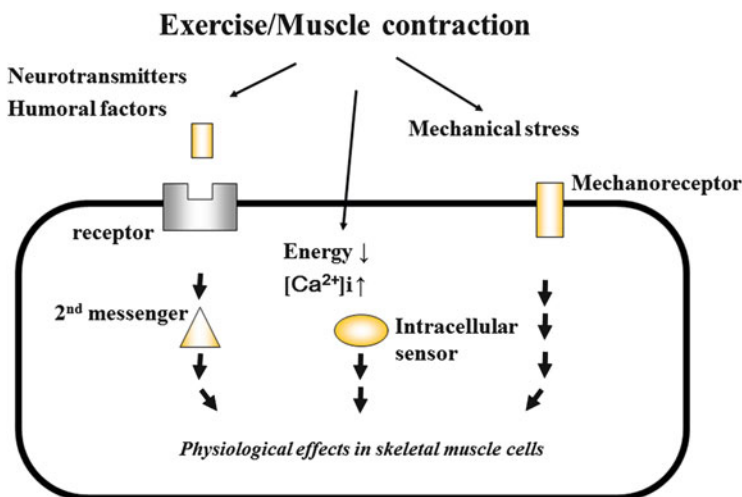 Exercise/Muscle contraction
Neurotransmitters
Humoral factors
Mechanical stress
Mechanoreceptor
receptor
Energy ↓
[Ca²⁺]i↑
2ⁿᵈ messenger
Intracellular
sensor
Physiological effects in skeletal muscle cells